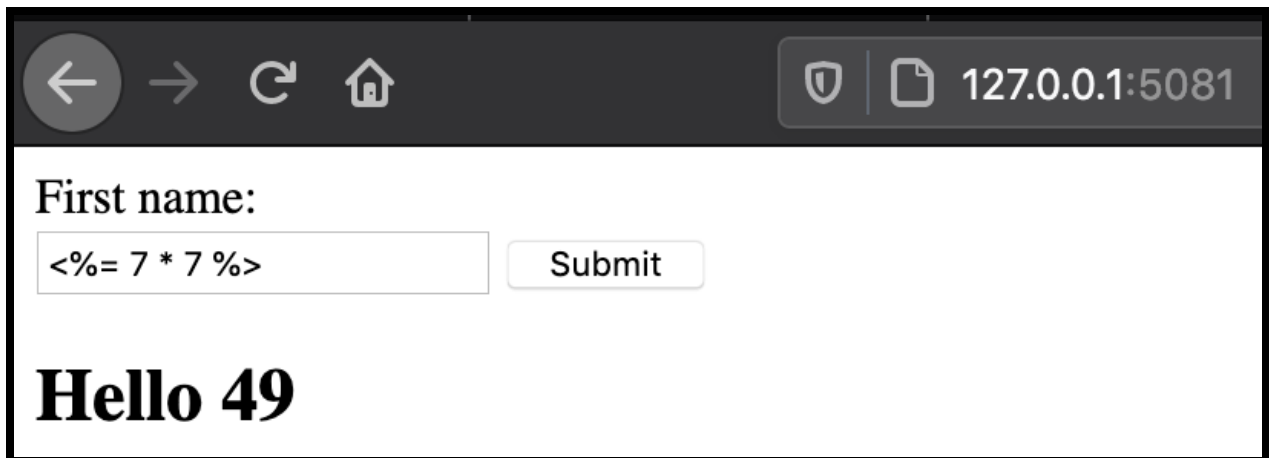 127.0.0.1:5081
First name:
<%= 7 * 7 %> Submit
Hello 49